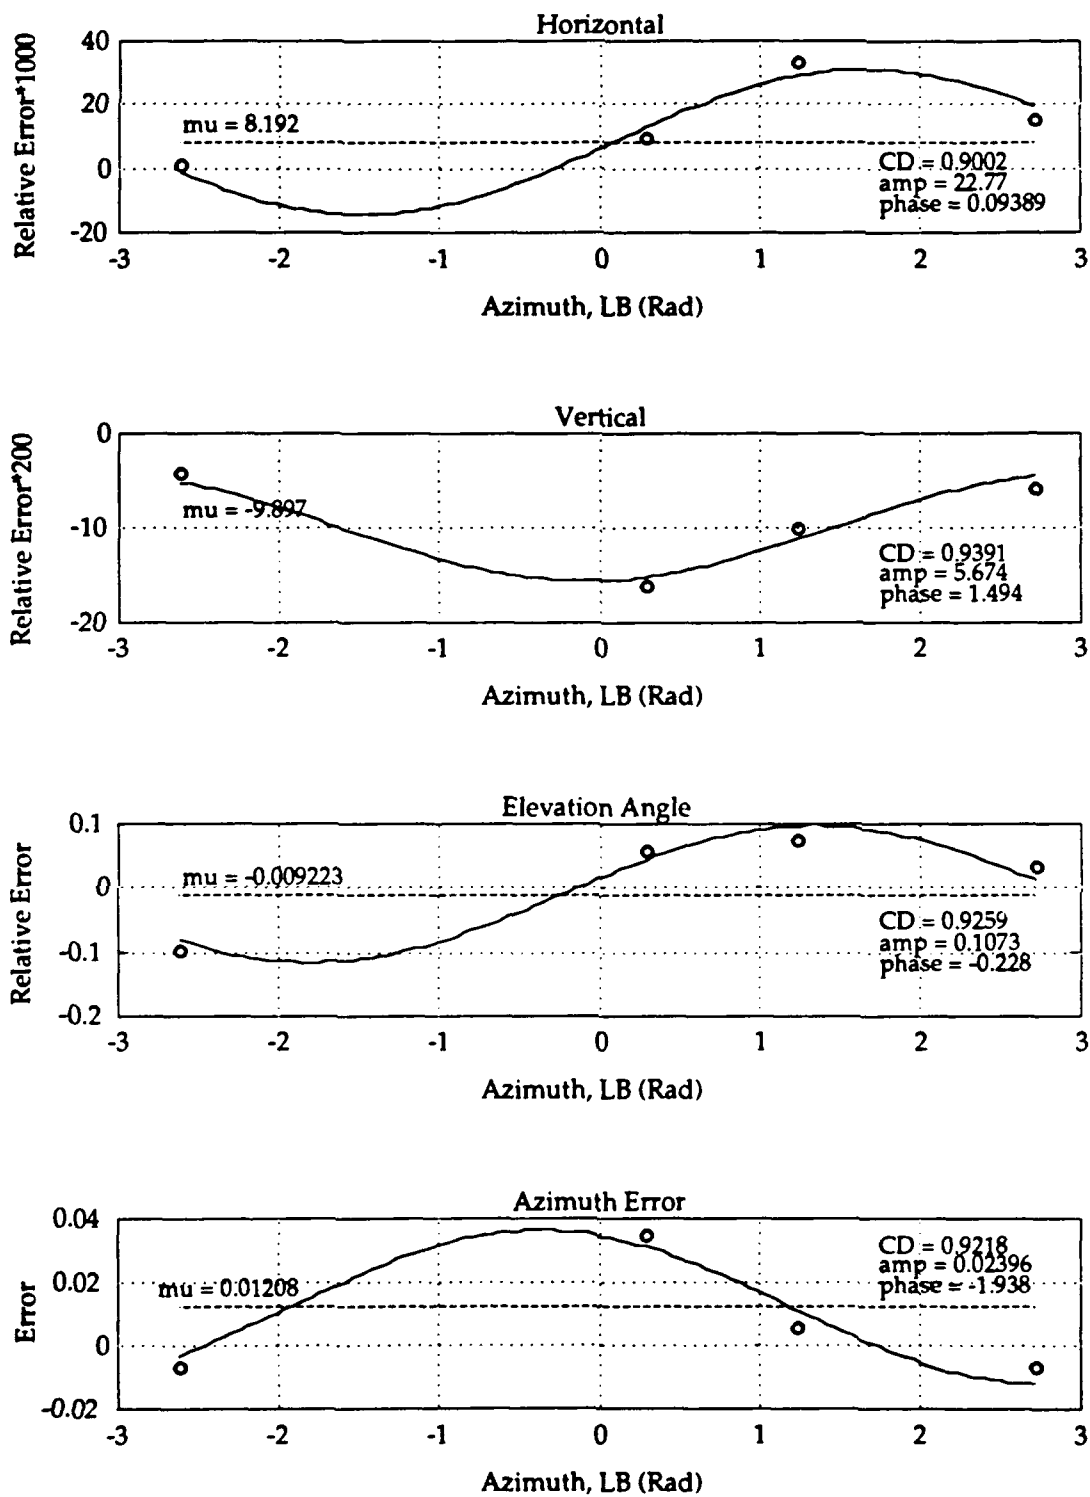 Horizontal
Relative Error*1000
40
20
0
-20
mu = 8.192
CD = 0.9002
amp = 22.77
phase = 0.09389
-3 -2 -1 0 1 2 3
Azimuth, LB (Rad)
Vertical
Relative Error*200
0
-10
-20
mu = -9.897
CD = 0.9391
amp = 5.674
phase = 1.494
-3 -2 -1 0 1 2 3
Azimuth, LB (Rad)
Elevation Angle
Relative Error
0.1
0
-0.1
-0.2
mu = -0.009223
CD = 0.9259
amp = 0.1073
phase = -0.228
-3 -2 -1 0 1 2 3
Azimuth, LB (Rad)
Azimuth Error
Error
0.04
0.02
0
-0.02
mu = 0.01208
CD = 0.9218
amp = 0.02396
phase = -1.938
-3 -2 -1 0 1 2 3
Azimuth, LB (Rad)